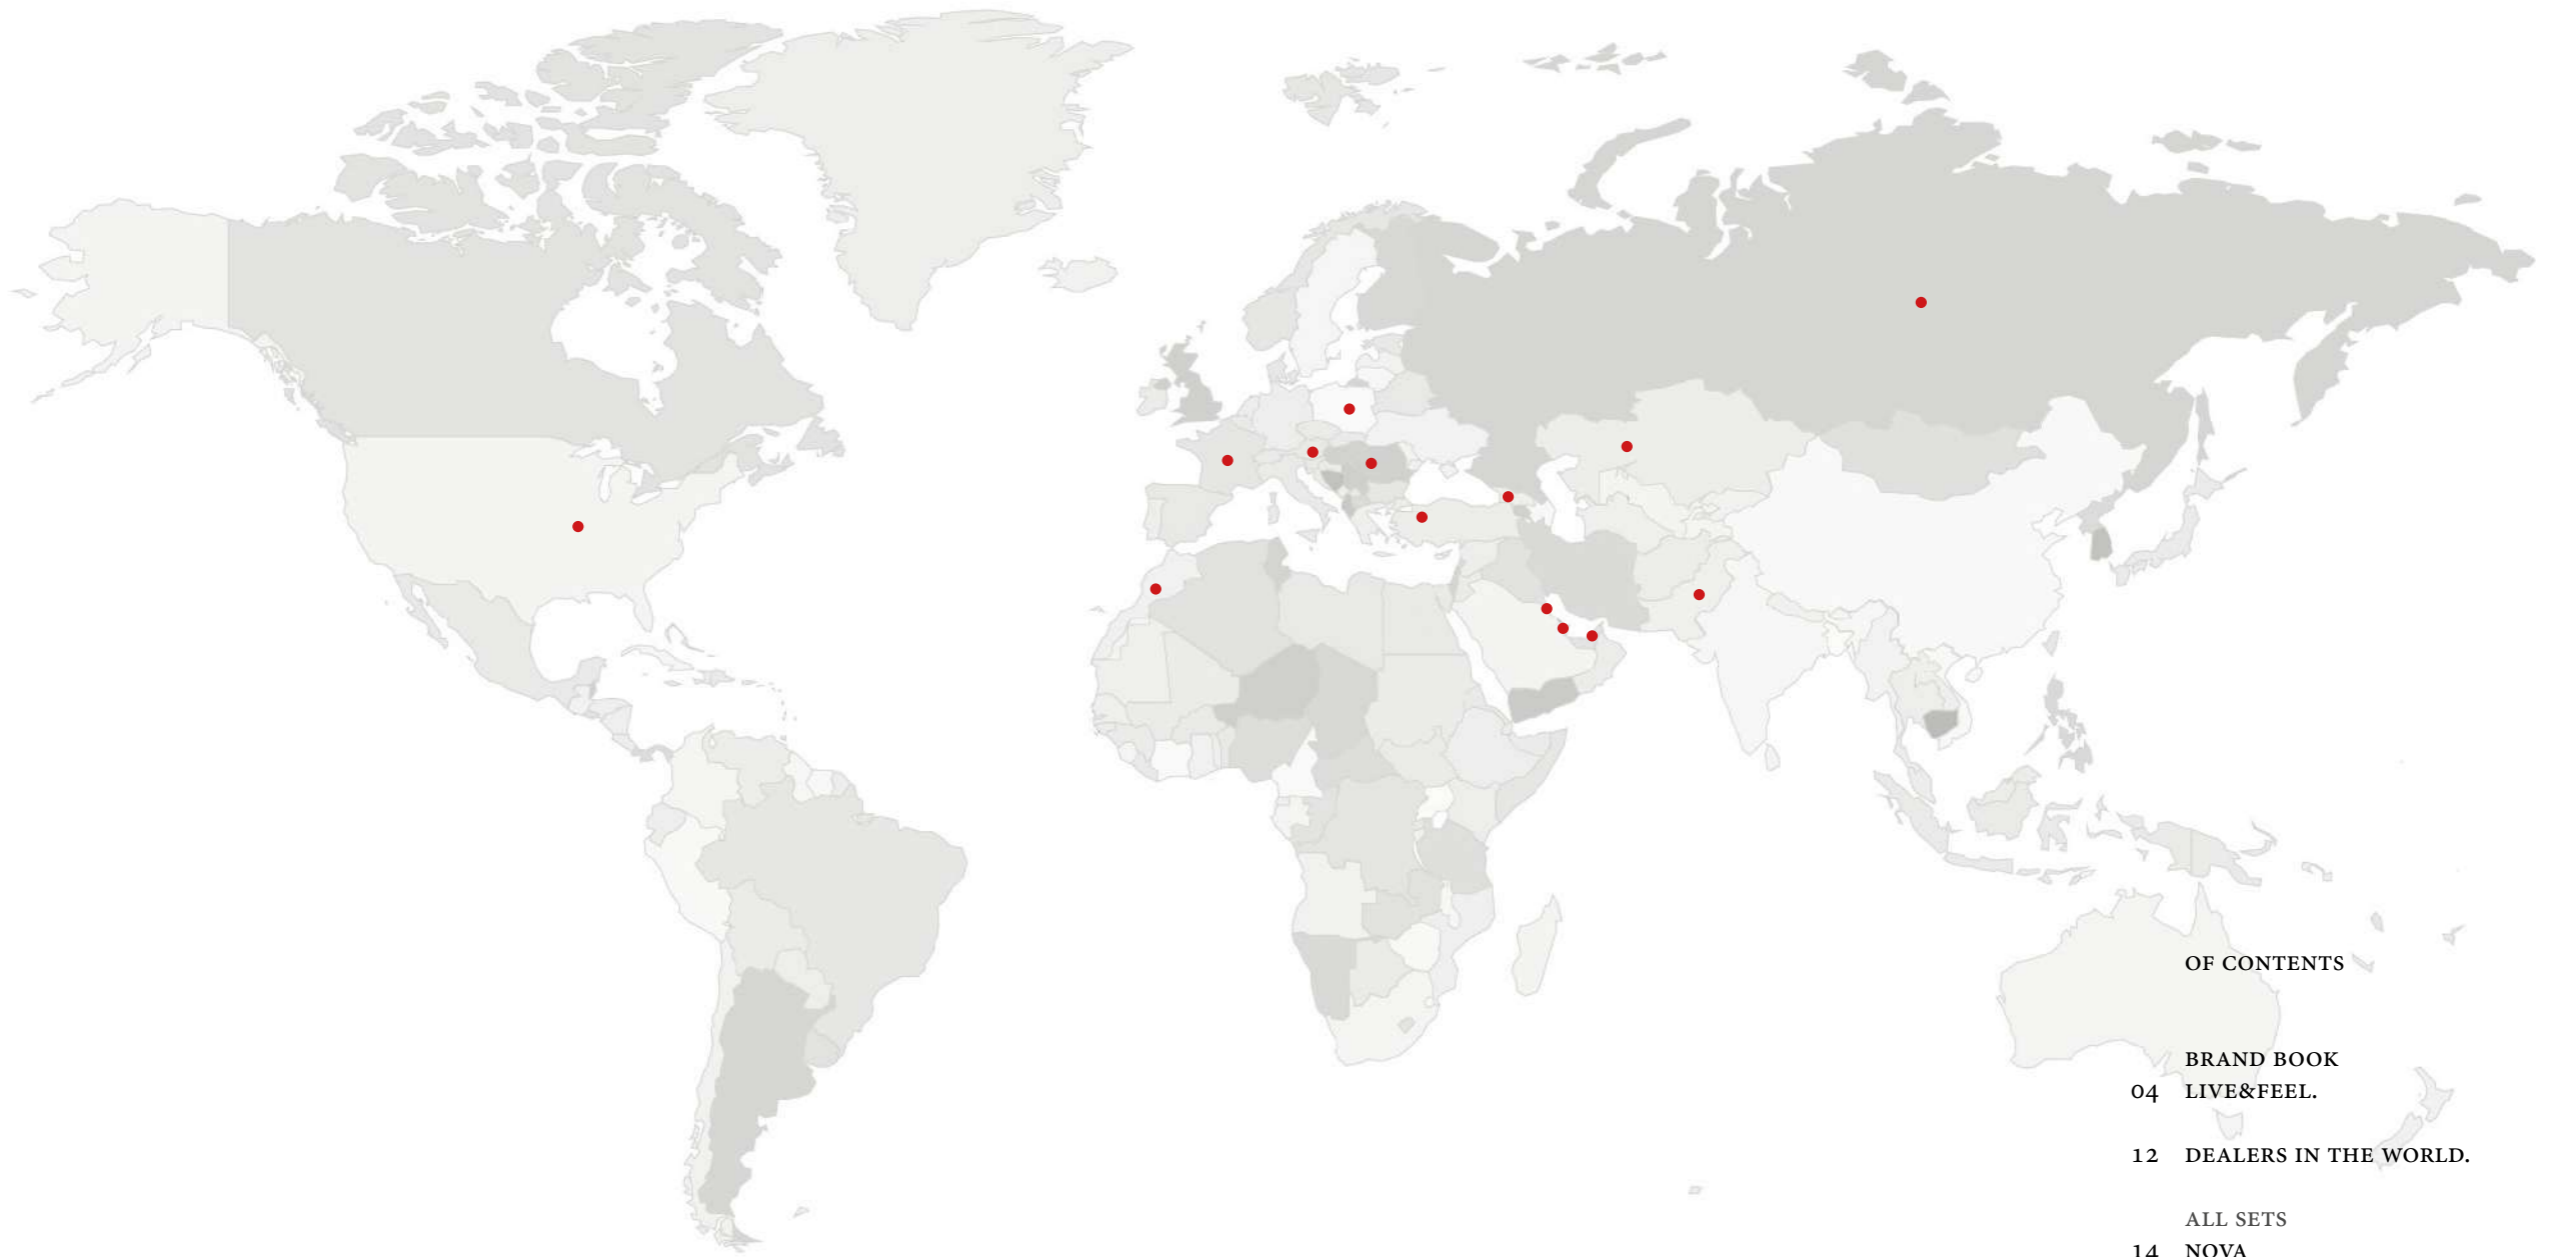 OF CONTENTS
BRAND BOOK
04 LIVE&FEEL.
12 DEALERS IN THE WORLD.
ALL SETS
14 NOVA